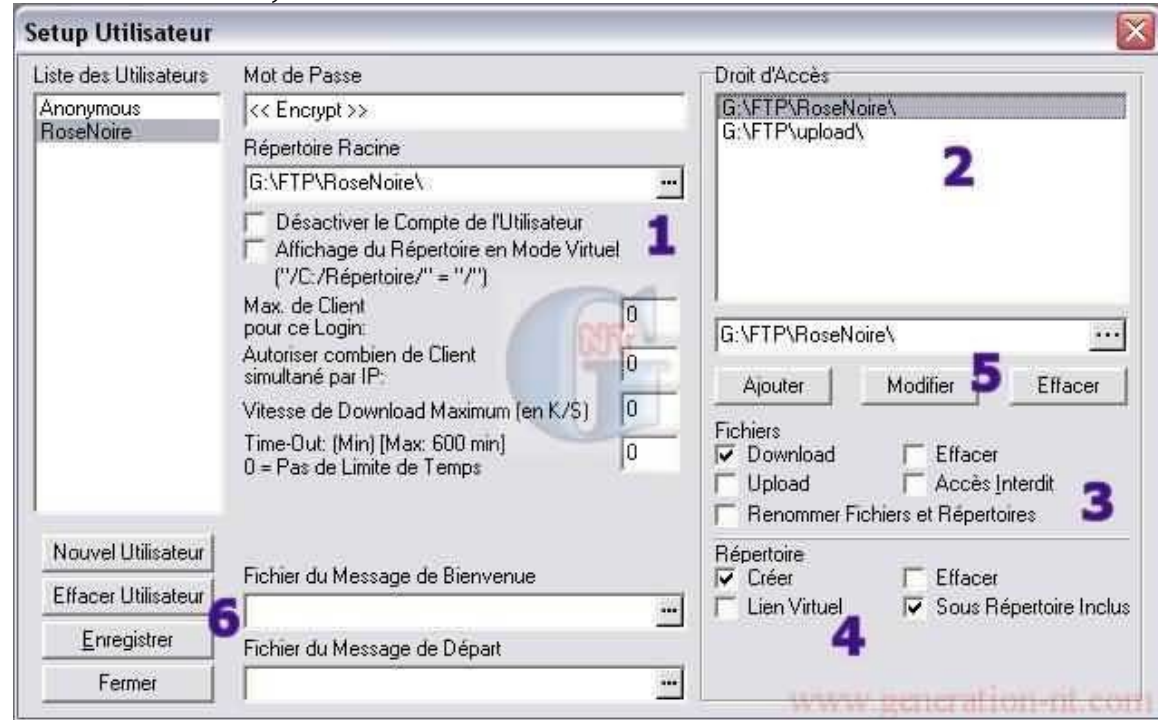 Setup Utilisateur
Liste des Utilisateurs
Anonymous
RoseNoire
Nouvel Utilisateur
Effacer Utilisateur
Enregistrer
Fermer
6
Mot de Passe
<< Encrypt >>
Répertoire Racine
G:\FTP\RoseNoire\
...
Désactiver le Compte de l'Utilisateur
Affichage du Répertoire en Mode Virtuel
("/C:/Répertoire/" = "/")
1
Max. de Client
pour ce Login:
0
Autoriser combien de Client
simultané par IP:
0
Vitesse de Download Maximum (en K/S)
0
Time-Out: (Min) [Max: 600 min]
0 = Pas de Limite de Temps
0
Fichier du Message de Bienvenue
...
Fichier du Message de Départ
...
Droit d'Accès
G:\FTP\RoseNoire\
G:\FTP\upload\
2
G:\FTP\RoseNoire\
...
Ajouter
Modifier
5
Effacer
Fichiers
Download
Effacer
Upload
Accès Interdit
Renommer Fichiers et Répertoires
3
Répertoire
Créer
Effacer
Lien Virtuel
Sous Répertoire Inclus
4
www.generation-nt.com